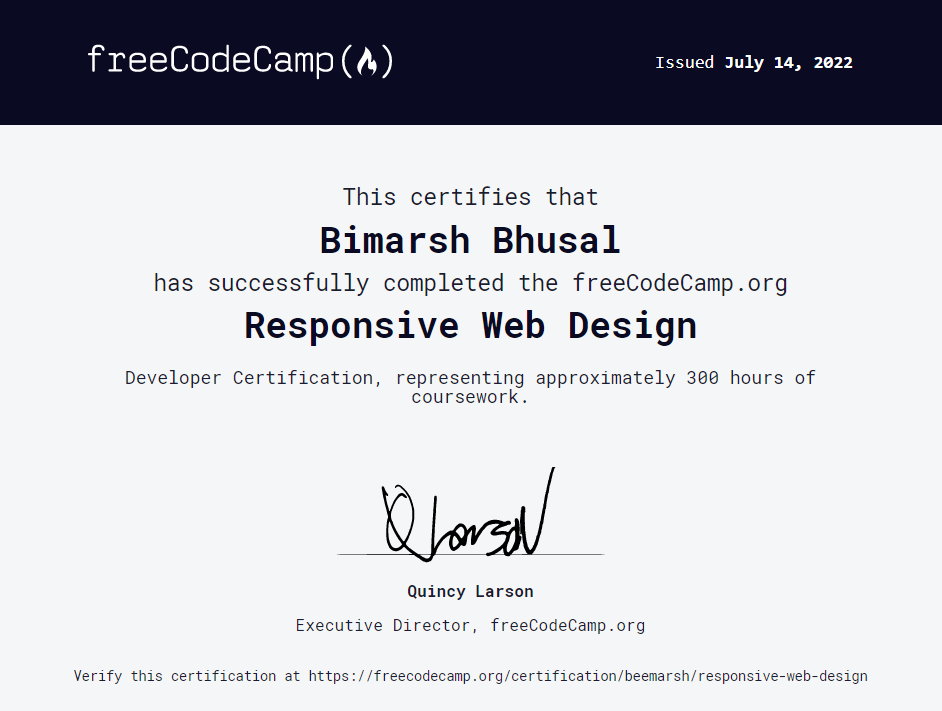 freeCodeCamp
Issued July 14, 2022
This certifies that
Bimarsh Bhusal
has successfully completed the freeCodeCamp.org
Responsive Web Design
Developer Certification, representing approximately 300 hours of
coursework.
Q Larson
Quincy Larson
Executive Director, freeCodeCamp.org
Verify this certification at https://freecodecamp.org/certification/beemarsh/responsive-web-design